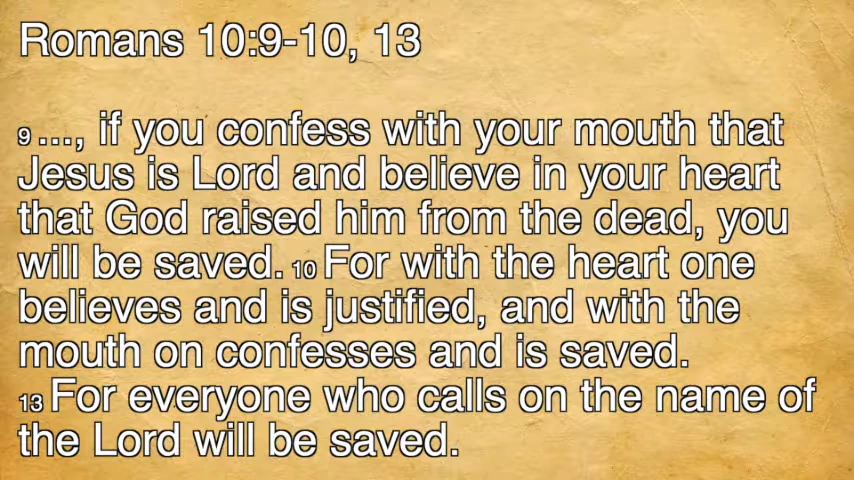 Romans 10:9-10, 13
9 ..., if you confess with your mouth that
Jesus is Lord and believe in your heart
that God raised him from the dead, you
will be saved. 10 For with the heart one
believes and is justified, and with the
mouth on confesses and is saved.
13 For everyone who calls on the name of
the Lord will be saved.